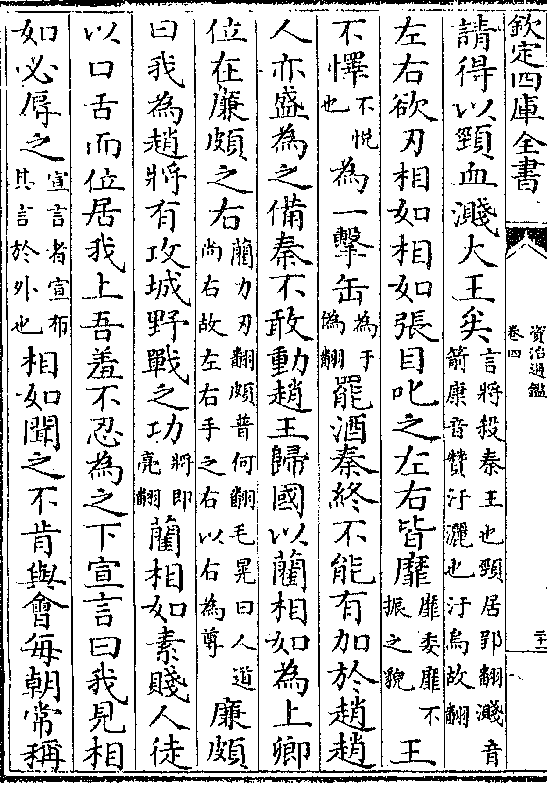 欽定四庫全書
資治通鑑
卷四
請得以頸血濺大王矣言將殺秦王也頸居郢翻濺音
箭康音贊汙灑也汙烏故翻
左右欲刃相如相如張目叱之左右皆靡靡委靡不
振之貌王
不懌不悅
也為一擊缶為于
偽翻罷酒秦終不能有加於趙趙
人亦盛為之備秦不敢動趙王歸國以藺相如為上卿
位在廉頗之右藺力刃翻頗普何翻毛晃曰人道
尚右故左右手之右以右為尊廉頗
曰我為趙將有攻城野戰之功將即
亮翻藺相如素賤人徒
以口舌而位居我上吾羞不忍為之下宣言曰我見相
如必辱之宣言者宣布
其言於外也相如聞之不肯與會每朝常稱